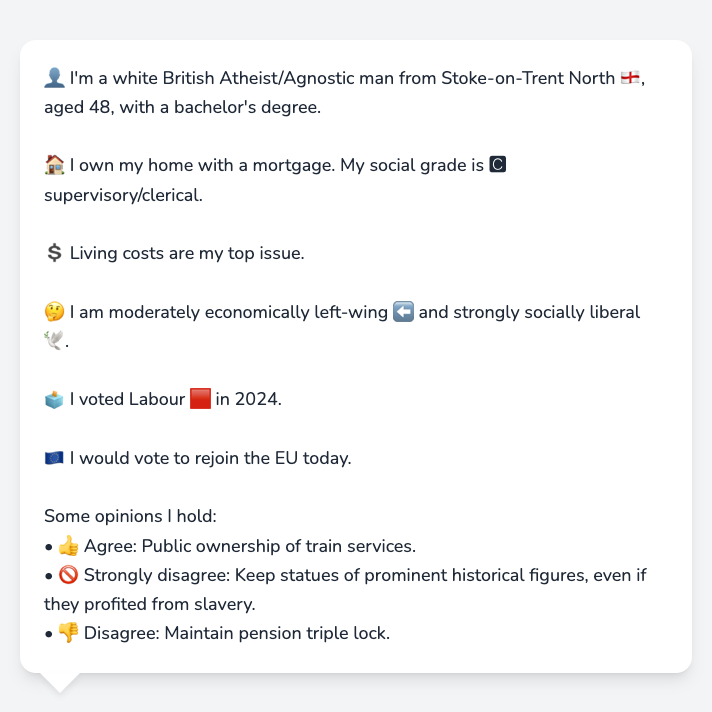 👤 I'm a white British Atheist/Agnostic man from Stoke-on-Trent North 🏴󠁧󠁢󠁥󠁮󠁧󠁿,
aged 48, with a bachelor's degree.
🏠 I own my home with a mortgage. My social grade is 🅲
supervisory/clerical.
💲 Living costs are my top issue.
🤔 I am moderately economically left-wing ⬅️ and strongly socially liberal
🕊️.
🗳️ I voted Labour 🟥 in 2024.
🇪🇺 I would vote to rejoin the EU today.
Some opinions I hold:
• 👍 Agree: Public ownership of train services.
• 🚫 Strongly disagree: Keep statues of prominent historical figures, even if
they profited from slavery.
• 👎 Disagree: Maintain pension triple lock.